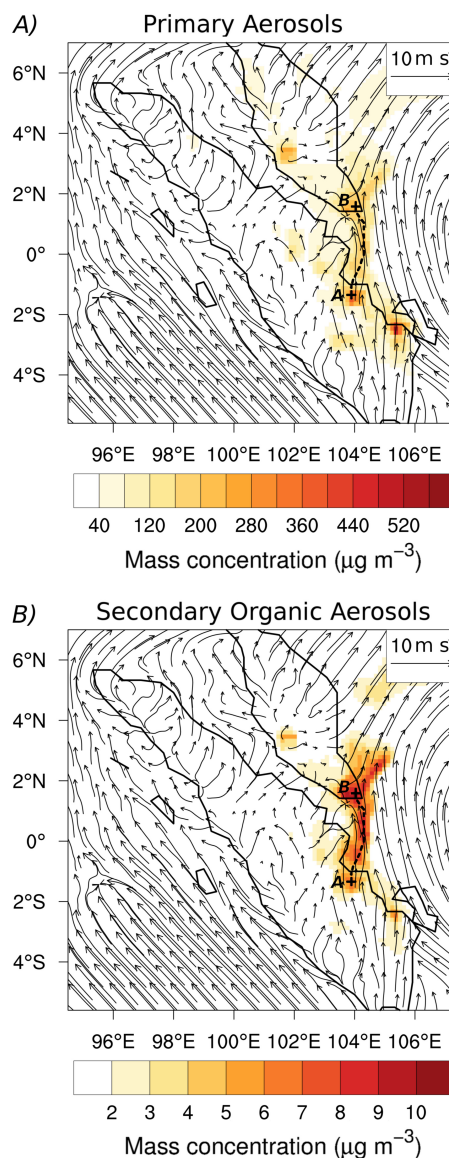 A) Primary Aerosols
10 m s
6°N
4°N
2°N
0°
2°S
4°S
B
A
96°E 98°E 100°E 102°E 104°E 106°E
40 120 200 280 360 440 520
Mass concentration (μg m⁻³)
B) Secondary Organic Aerosols
10 m s
6°N
4°N
2°N
0°
2°S
4°S
B
A
96°E 98°E 100°E 102°E 104°E 106°E
2 3 4 5 6 7 8 9 10
Mass concentration (μg m⁻³)